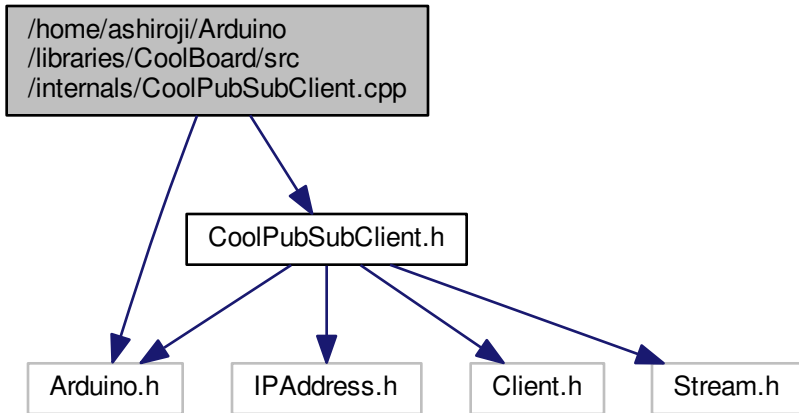 /home/ashiroji/Arduino
/libraries/CoolBoard/src
/internals/CoolPubSubClient.cpp
CoolPubSubClient.h
Arduino.h
IPAddress.h
Client.h
Stream.h